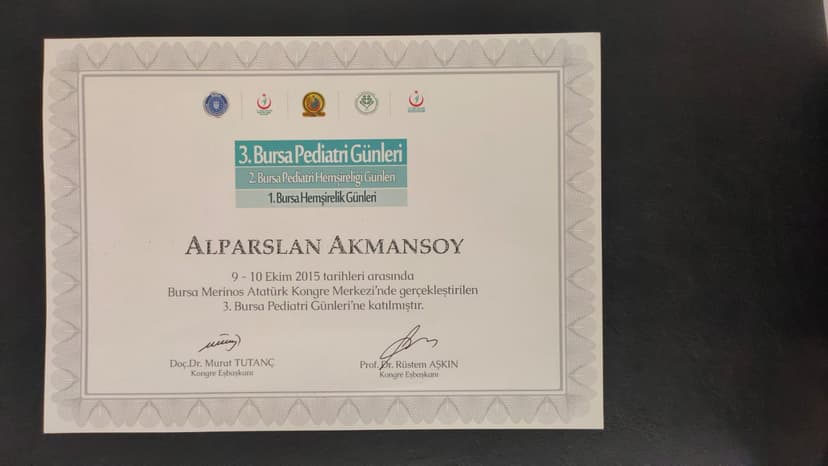 3. Bursa Pediatri Günleri
2. Bursa Pediatri Hemşireliği Günleri
1. Bursa Hemşirelik Günleri
ALPARSLAN AKMANSOY
9 - 10 Ekim 2015 tarihleri arasında
Bursa Merinos Atatürk Kongre Merkezi'nde gerçekleştirilen
3. Bursa Pediatri Günleri'ne katılmıştır.
Doç.Dr. Murat TUTANÇ
Kongre Eşbaşkanı
Prof. Dr. Rüstem AŞKIN
Kongre Eşbaşkanı